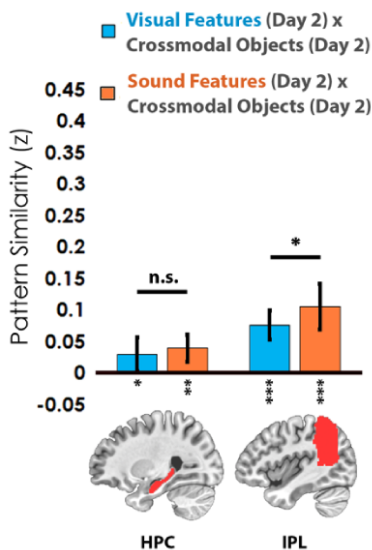 Visual Features (Day 2) x
Crossmodal Objects (Day 2)
Sound Features (Day 2) x
Crossmodal Objects (Day 2)
Pattern Similarity (z)
0.45
0.4
0.35
0.3
0.25
0.2
0.15
0.1
0.05
0
-0.05
n.s.
*
*
**
***
***
HPC
IPL